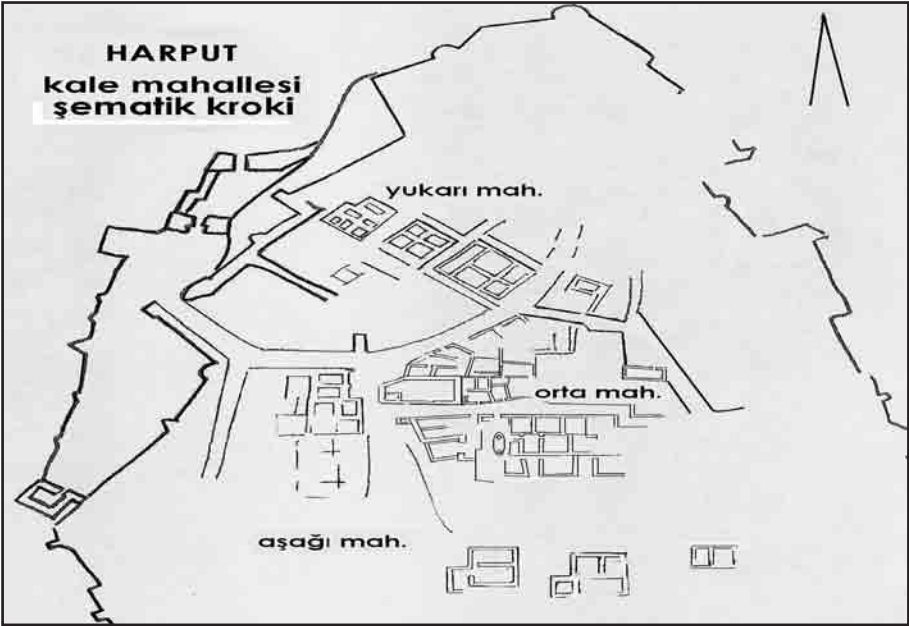 HARPUT
kale mahallesi
şematik kroki
yukarı mah.
orta mah.
aşağı mah.